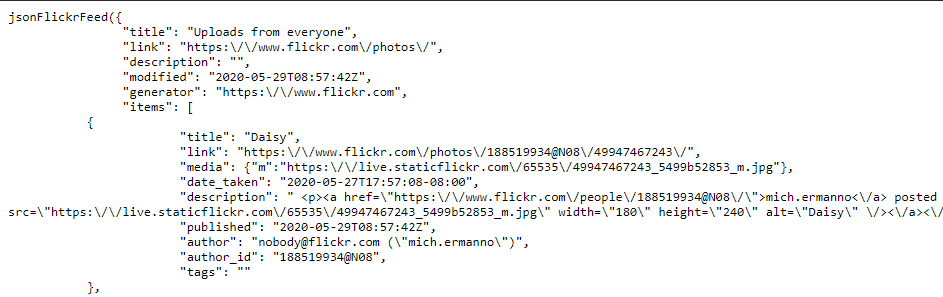 jsonFlickrFeed({
"title": "Uploads from everyone",
"link": "https:\/\/www.flickr.com\/photos\/",
"description": "",
"modified": "2020-05-29T08:57:42Z",
"generator": "https:\/\/www.flickr.com",
"items": [
{
"title": "Daisy",
"link": "https:\/\/www.flickr.com\/photos\/188519934@N08\/49947467243\/",
"media": {"m":"https:\/\/live.staticflickr.com\/65535\/49947467243_5499b52853_m.jpg"},
"date_taken": "2020-05-27T17:57:08-08:00",
"description": " <p><a href=\"https:\/\/www.flickr.com\/people\/188519934@N08\/\">mich.ermanno<\/a> posted
src=\"https:\/\/live.staticflickr.com\/65535\/49947467243_5499b52853_m.jpg\" width=\"180\" height=\"240\" alt=\"Daisy\" \/><\/a><\/
"published": "2020-05-29T08:57:42Z",
"author": "nobody@flickr.com (\"mich.ermanno\")",
"author_id": "188519934@N08",
"tags": ""
},